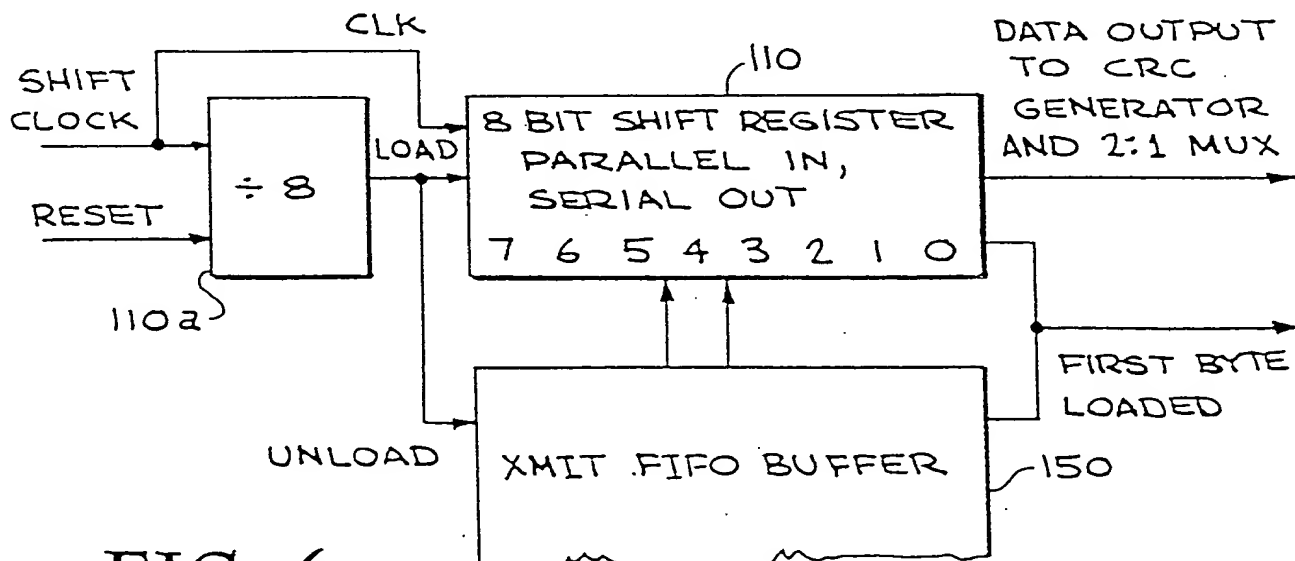 CLK
SHIFT
CLOCK
RESET
÷ 8
110a
LOAD
UNLOAD
110
8 BIT SHIFT REGISTER
PARALLEL IN,
SERIAL OUT
7 6 5 4 3 2 1 0
DATA OUTPUT
TO CRC
GENERATOR
AND 2:1 MUX
FIRST BYTE
LOADED
XMIT FIFO BUFFER
150